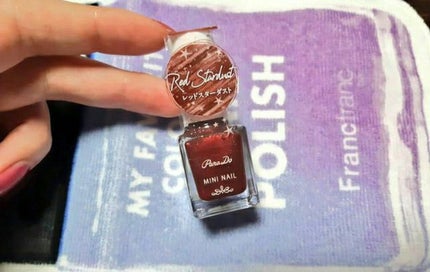 Red Stardust
レッドスターダスト
ParaDo
MINI NAIL
MY FA
CO
POLISH
Francfranc